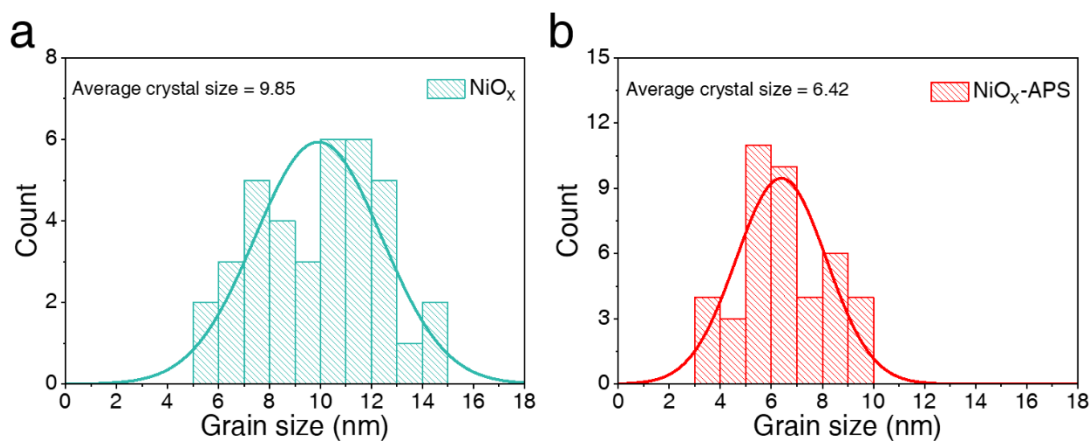 a
8
6
4
2
0
Count
Average crystal size = 9.85
NiOₓ
0 2 4 6 8 10 12 14 16 18
Grain size (nm)
b
15
12
9
6
3
0
Count
Average crystal size = 6.42
NiOₓ-APS
0 2 4 6 8 10 12 14 16 18
Grain size (nm)